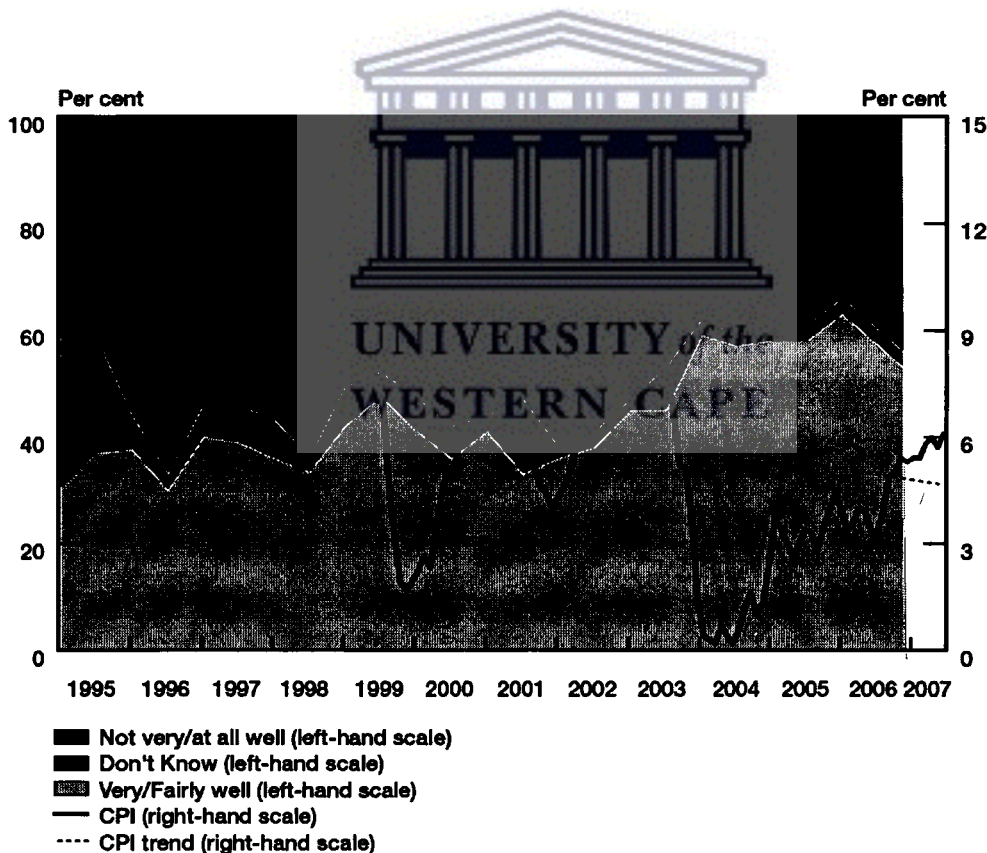 Per cent Per cent
100 15
UNIVERSITY of the
WESTERN CAPE
80 12
60 9
40 6
20 3
0 0
1995 1996 1997 1998 1999 2000 2001 2002 2003 2004 2005 2006 2007
Not very/at all well (left-hand scale)
Don't Know (left-hand scale)
Very/Fairly well (left-hand scale)
CPI (right-hand scale)
CPI trend (right-hand scale)